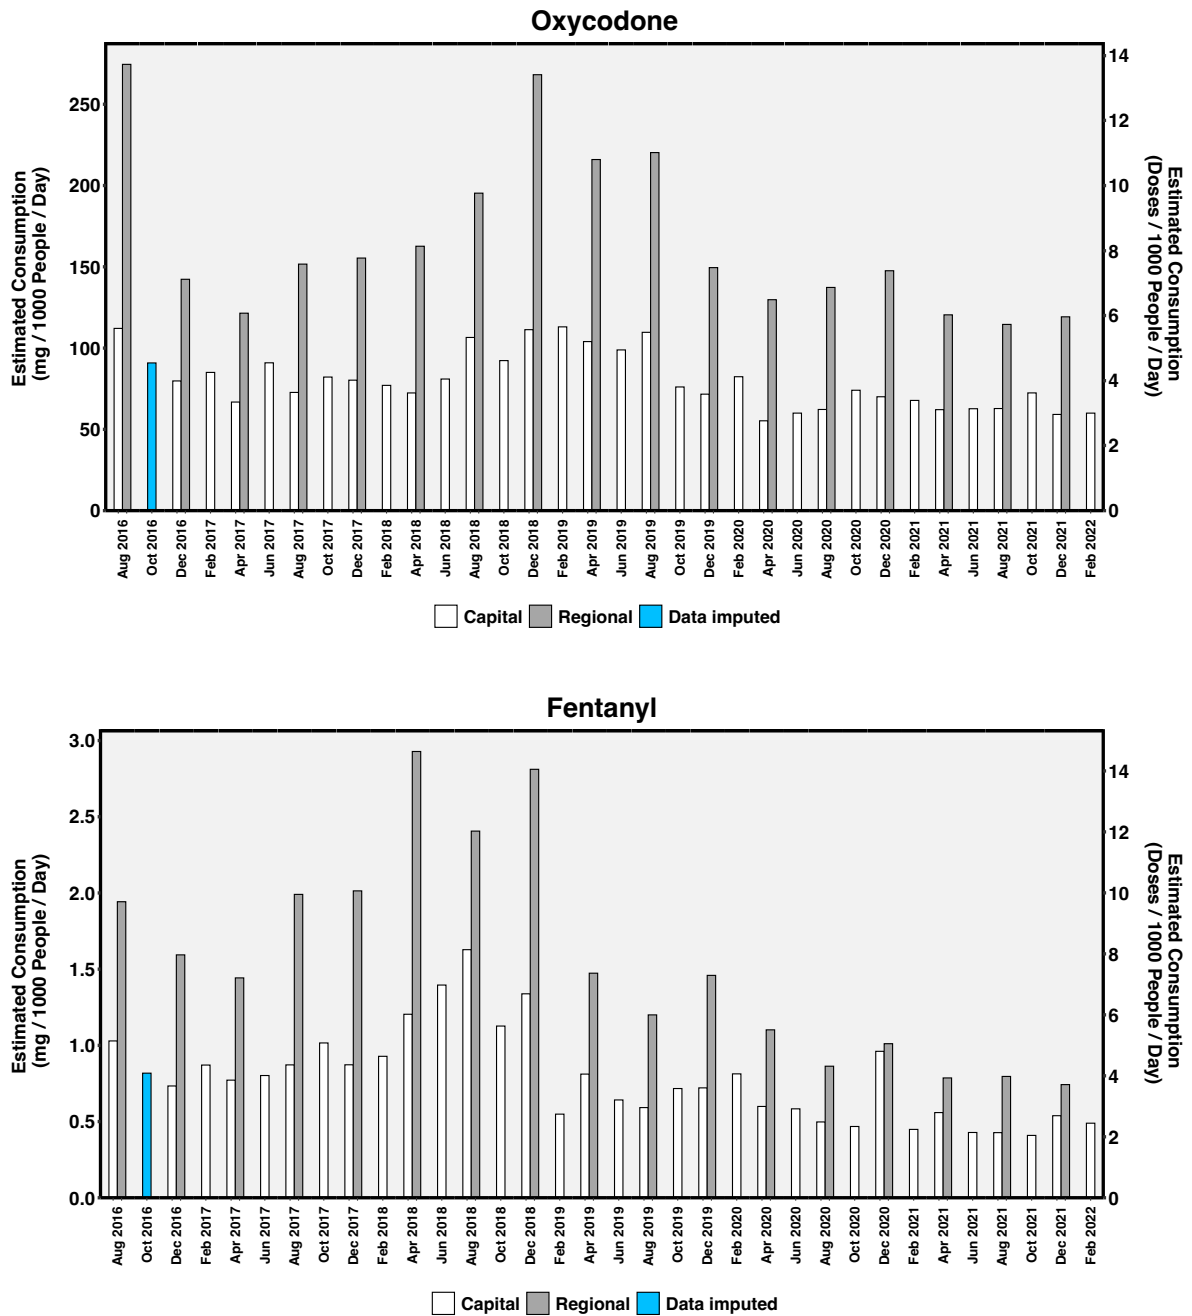 Oxycodone
Estimated Consumption
(mg / 1000 People / Day)
250
200
150
100
50
0
14
12
10
8
6
4
2
0
Estimated Consumption
(Doses / 1000 People / Day)
Aug 2016
Oct 2016
Dec 2016
Feb 2017
Apr 2017
Jun 2017
Aug 2017
Oct 2017
Dec 2017
Feb 2018
Apr 2018
Jun 2018
Aug 2018
Oct 2018
Dec 2018
Feb 2019
Apr 2019
Jun 2019
Aug 2019
Oct 2019
Dec 2019
Feb 2020
Apr 2020
Jun 2020
Aug 2020
Oct 2020
Dec 2020
Feb 2021
Apr 2021
Jun 2021
Aug 2021
Oct 2021
Dec 2021
Feb 2022
Capital Regional Data imputed
Fentanyl
Estimated Consumption
(mg / 1000 People / Day)
3.0
2.5
2.0
1.5
1.0
0.5
0.0
14
12
10
8
6
4
2
0
Estimated Consumption
(Doses / 1000 People / Day)
Aug 2016
Oct 2016
Dec 2016
Feb 2017
Apr 2017
Jun 2017
Aug 2017
Oct 2017
Dec 2017
Feb 2018
Apr 2018
Jun 2018
Aug 2018
Oct 2018
Dec 2018
Feb 2019
Apr 2019
Jun 2019
Aug 2019
Oct 2019
Dec 2019
Feb 2020
Apr 2020
Jun 2020
Aug 2020
Oct 2020
Dec 2020
Feb 2021
Apr 2021
Jun 2021
Aug 2021
Oct 2021
Dec 2021
Feb 2022
Capital Regional Data imputed